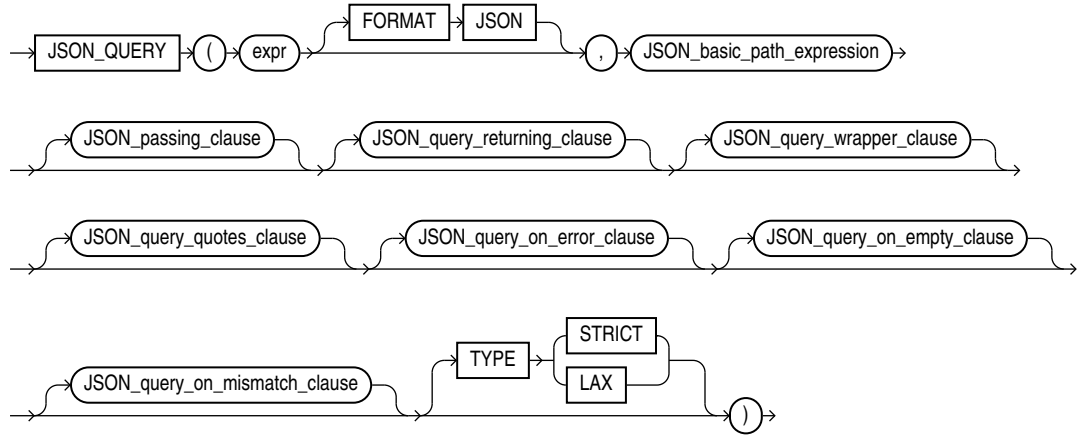 FORMAT JSON
JSON_QUERY ( expr , JSON_basic_path_expression
JSON_passing_clause JSON_query_returning_clause JSON_query_wrapper_clause
JSON_query_quotes_clause JSON_query_on_error_clause JSON_query_on_empty_clause
STRICT
JSON_query_on_mismatch_clause TYPE LAX
)